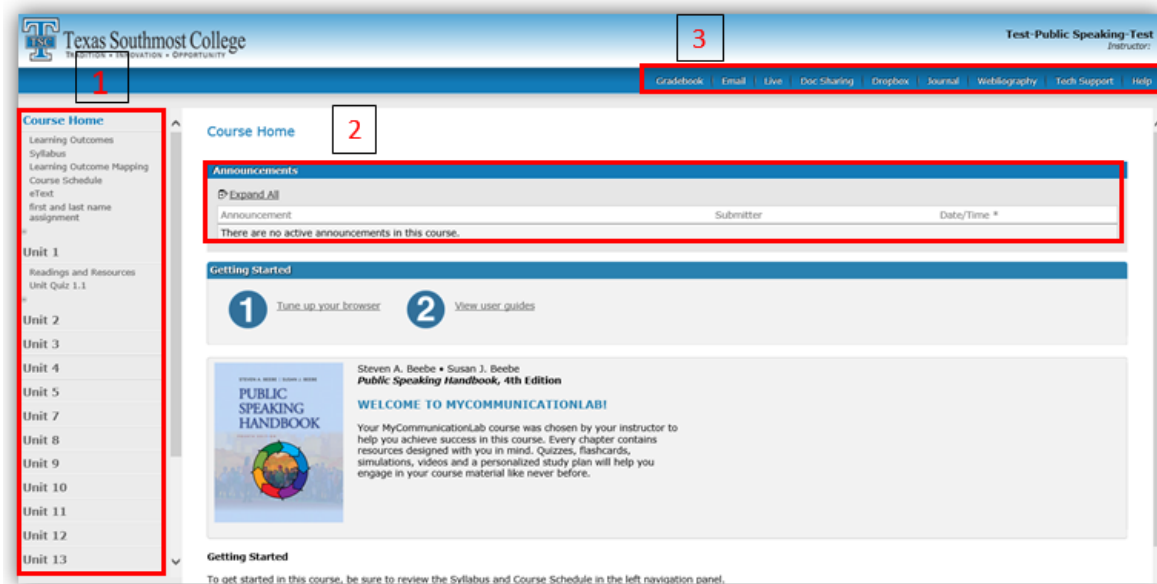 Texas Southmost College
TRADITION • INNOVATION • OPPORTUNITY
Test-Public Speaking-Test
Instructor:
3
1
Gradebook | Email | Live | Doc Sharing | Dropbox | Journal | Webliography | Tech Support | Help
Course Home
Learning Outcomes
Syllabus
Learning Outcome Mapping
Course Schedule
eText
first and last name
assignment
Unit 1
Readings and Resources
Unit Quiz 1.1
Unit 2
Unit 3
Unit 4
Unit 5
Unit 7
Unit 8
Unit 9
Unit 10
Unit 11
Unit 12
Unit 13
Course Home
2
Announcements
Expand All
Announcement Submitter Date/Time *
There are no active announcements in this course.
Getting Started
1 Tune up your browser 2 View user guides
PUBLIC
SPEAKING
HANDBOOK
Steven A. Beebe • Susan J. Beebe
Public Speaking Handbook, 4th Edition
WELCOME TO MYCOMMUNICATIONLAB!
Your MyCommunicationLab course was chosen by your instructor to
help you achieve success in this course. Every chapter contains
resources designed with you in mind. Quizzes, flashcards,
simulations, videos and a personalized study plan will help you
engage in your course material like never before.
Getting Started
To get started in this course, be sure to review the Syllabus and Course Schedule in the left navigation panel.